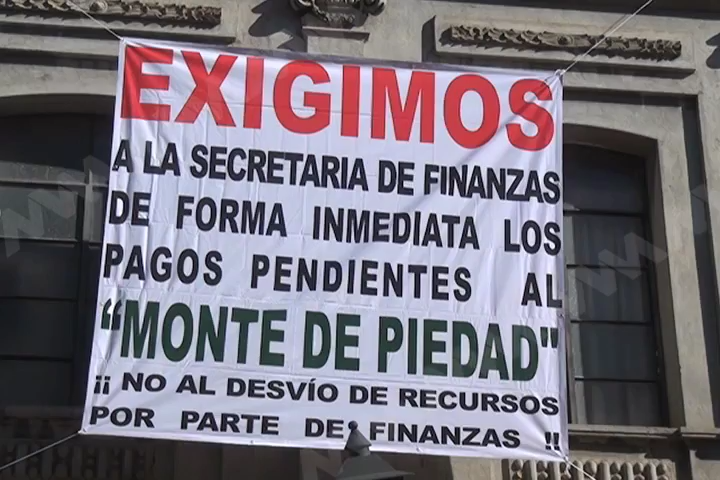 EXIGIMOS
A LA SECRETARIA DE FINANZAS
DE FORMA INMEDIATA LOS
PAGOS PENDIENTES AL
“MONTE DE PIEDAD"
¡¡ NO AL DESVÍO DE RECURSOS
POR PARTE DE FINANZAS !!